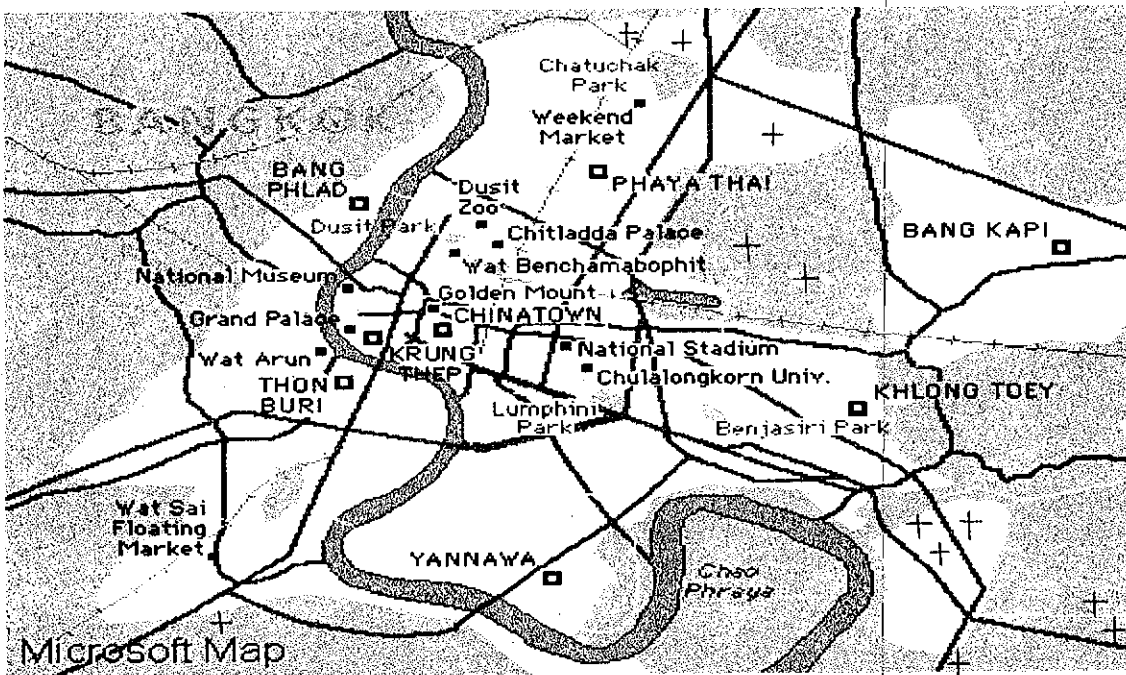 Chatuchak
Park
Weekend
Market
BANGKOK
BANG
PHLAD
PHAYA THAI
Dusit
Zoo
Dusit Park
Chitladda Palace
BANG KAPI
Wat Benchamabophit
National Museum
Golden Mount
CHINATOWN
Grand Palace
KRUNG
THEP
National Stadium
Wat Arun
Chulalongkorn Univ.
THON
BURI
KHLONG TOEY
Lumphini
Park
Benjasiri Park
Wat Sai
Floating
Market
YANNAWA
Chao
Phraya
Microsoft Map